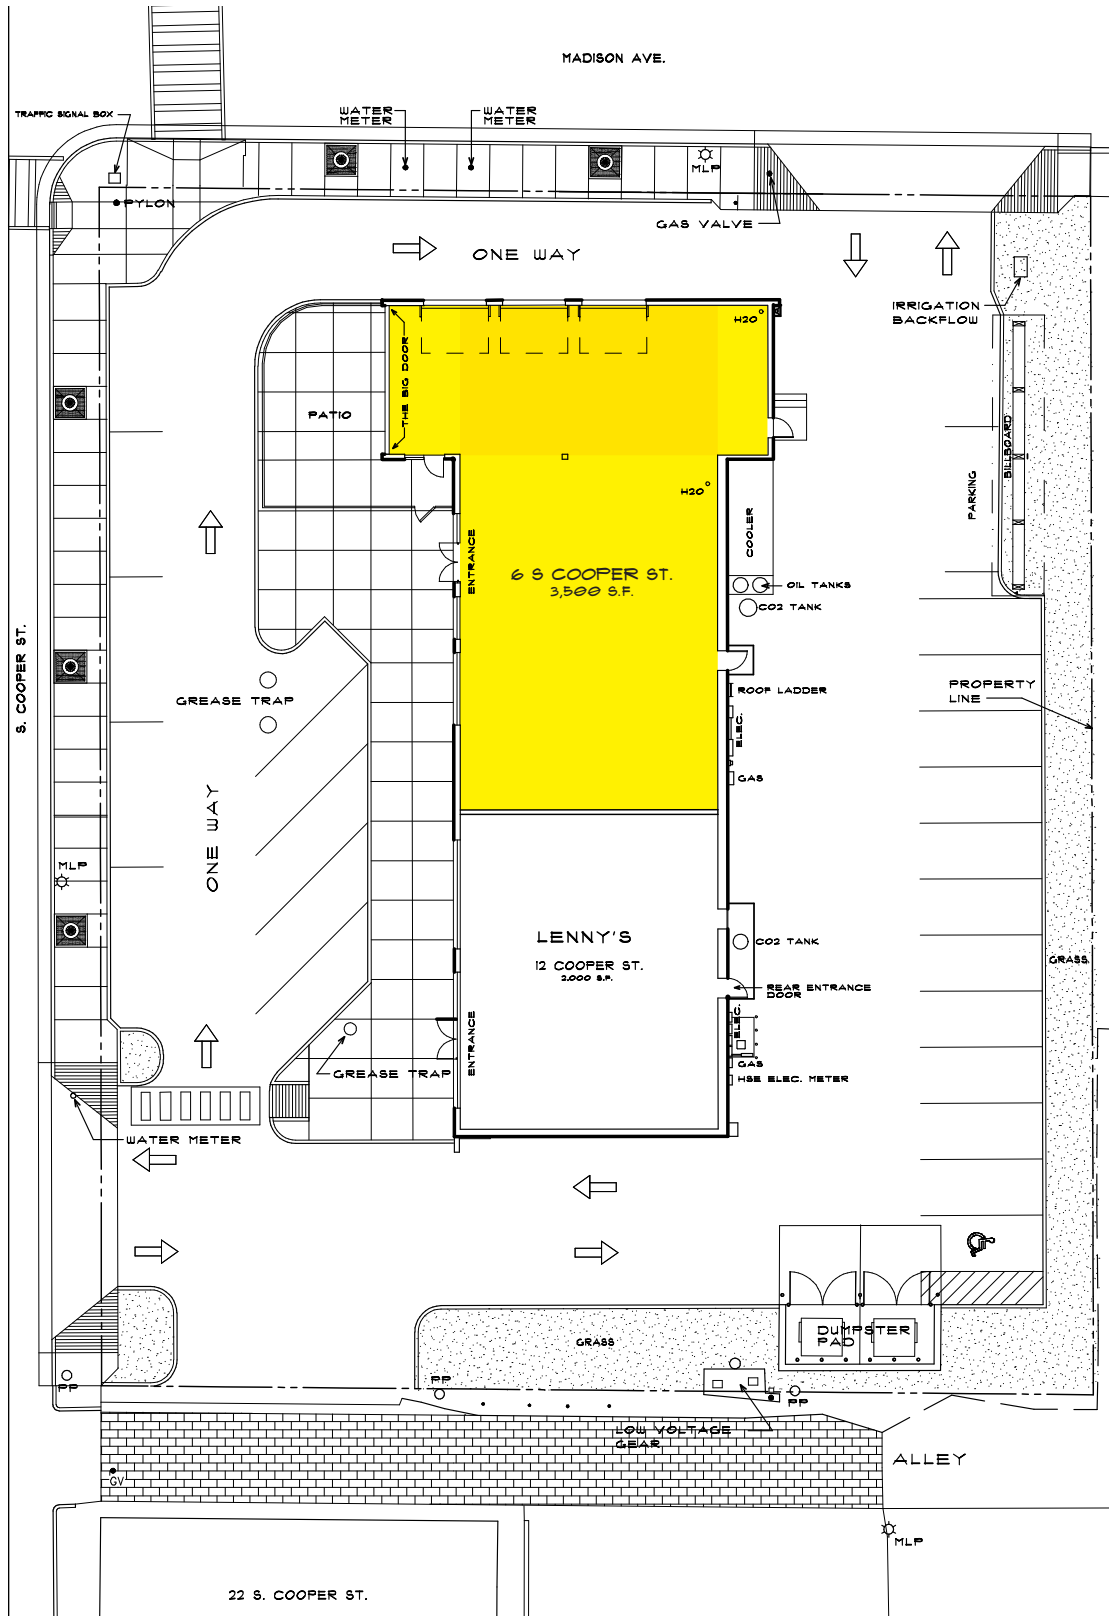 MADISON AVE.
TRAFFIC SIGNAL BOX
WATER
METER
WATER
METER
MLP
PYLON
GAS VALVE
ONE WAY
IRRIGATION
BACKFLOW
H2O
THE BIG DOOR
PATIO
BILLBOARD
PARKING
H2O
COOLER
ENTRANCE
6 S COOPER ST.
3,500 S.F.
OIL TANKS
CO2 TANK
S. COOPER ST.
GREASE TRAP
ROOF LADDER
PROPERTY
LINE
ELEC.
GAS
ONE WAY
MLP
LENNY'S
12 COOPER ST.
2,000 S.F.
CO2 TANK
GRASS
REAR ENTRANCE
DOOR
ELEC.
ENTRANCE
GREASE TRAP
GAS
HSE ELEC. METER
WATER METER
DUMPSTER
PAD
GRASS
PP
PP
PP
LOW VOLTAGE
GEAR
ALLEY
GV
MLP
22 S. COOPER ST.